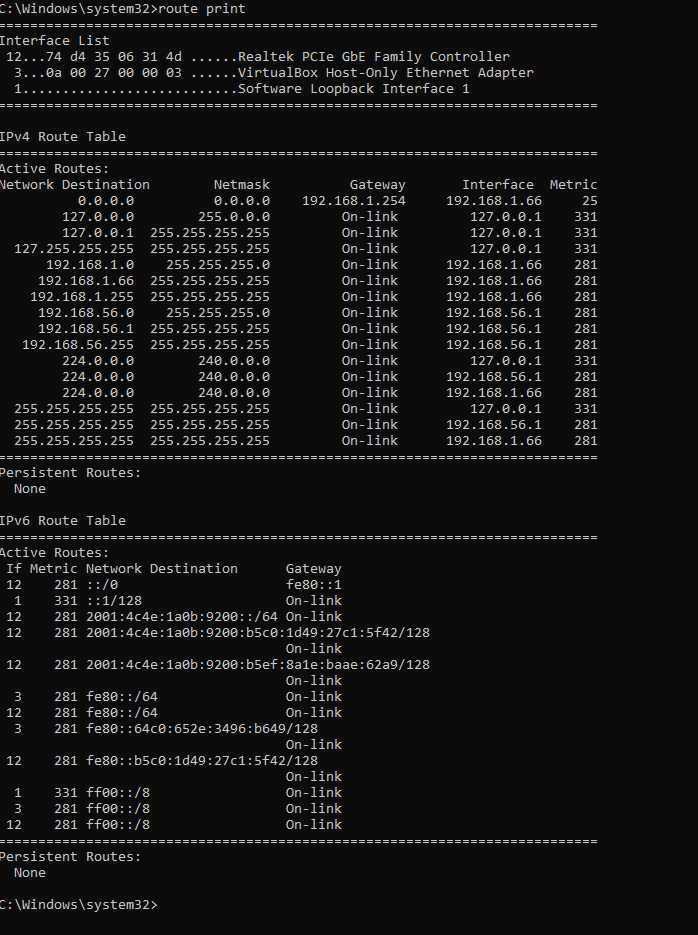 C:\Windows\system32>route print
===========================================================================
Interface List
 12...74 d4 35 06 31 4d ......Realtek PCIe GbE Family Controller
  3...0a 00 27 00 00 03 ......VirtualBox Host-Only Ethernet Adapter
  1...........................Software Loopback Interface 1
===========================================================================

IPv4 Route Table
===========================================================================
Active Routes:
Network Destination        Netmask          Gateway       Interface  Metric
          0.0.0.0          0.0.0.0    192.168.1.254     192.168.1.66     25
        127.0.0.0        255.0.0.0         On-link         127.0.0.1    331
        127.0.0.1  255.255.255.255         On-link         127.0.0.1    331
  127.255.255.255  255.255.255.255         On-link         127.0.0.1    331
      192.168.1.0    255.255.255.0         On-link      192.168.1.66    281
     192.168.1.66  255.255.255.255         On-link      192.168.1.66    281
    192.168.1.255  255.255.255.255         On-link      192.168.1.66    281
     192.168.56.0    255.255.255.0         On-link      192.168.56.1    281
     192.168.56.1  255.255.255.255         On-link      192.168.56.1    281
   192.168.56.255  255.255.255.255         On-link      192.168.56.1    281
        224.0.0.0        240.0.0.0         On-link         127.0.0.1    331
        224.0.0.0        240.0.0.0         On-link      192.168.56.1    281
        224.0.0.0        240.0.0.0         On-link      192.168.1.66    281
  255.255.255.255  255.255.255.255         On-link         127.0.0.1    331
  255.255.255.255  255.255.255.255         On-link      192.168.56.1    281
  255.255.255.255  255.255.255.255         On-link      192.168.1.66    281
===========================================================================
Persistent Routes:
  None

IPv6 Route Table
===========================================================================
Active Routes:
 If Metric Network Destination      Gateway
 12    281 ::/0                     fe80::1
  1    331 ::1/128                  On-link
 12    281 2001:4c4e:1a0b:9200::/64 On-link
 12    281 2001:4c4e:1a0b:9200:b5c0:1d49:27c1:5f42/128
                                    On-link
 12    281 2001:4c4e:1a0b:9200:b5ef:8a1e:baae:62a9/128
                                    On-link
  3    281 fe80::/64                On-link
 12    281 fe80::/64                On-link
  3    281 fe80::64c0:652e:3496:b649/128
                                    On-link
 12    281 fe80::b5c0:1d49:27c1:5f42/128
                                    On-link
  1    331 ff00::/8                 On-link
  3    281 ff00::/8                 On-link
 12    281 ff00::/8                 On-link
===========================================================================
Persistent Routes:
  None

C:\Windows\system32>